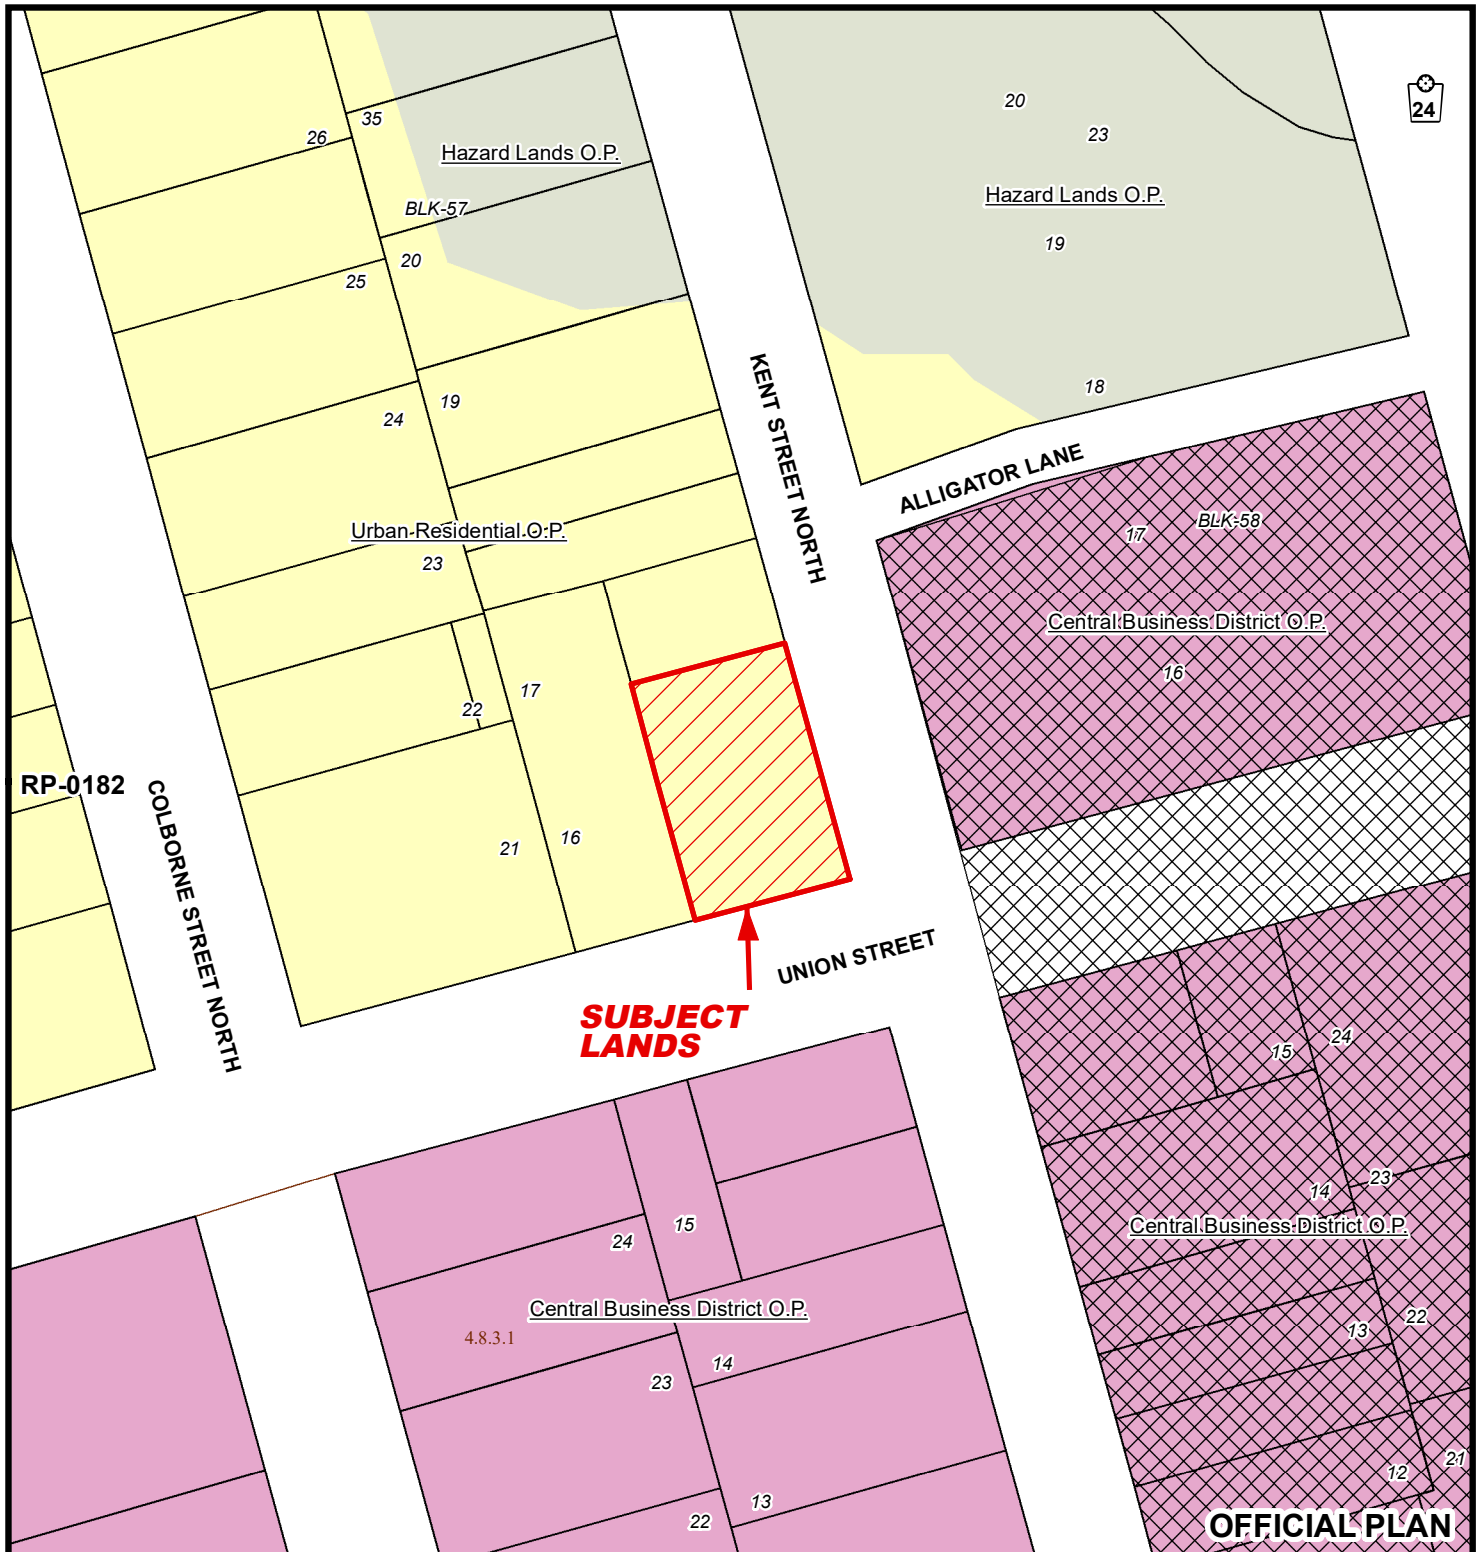 20
24
35
23
26
Hazard Lands O.P.
Hazard Lands O.P.
BLK-57
19
20
25
KENT STREET NORTH
18
19
24
ALLIGATOR LANE
BLK-58
17
Urban Residential O.P.
23
Central Business District O.P.
16
17
22
RP-0182
COLBORNE STREET NORTH
16
21
UNION STREET
SUBJECT
LANDS
24
15
23
14
15
24
Central Business District O.P.
Central Business District O.P.
22
13
4.8.3.1
14
23
21
12
13
22
OFFICIAL PLAN